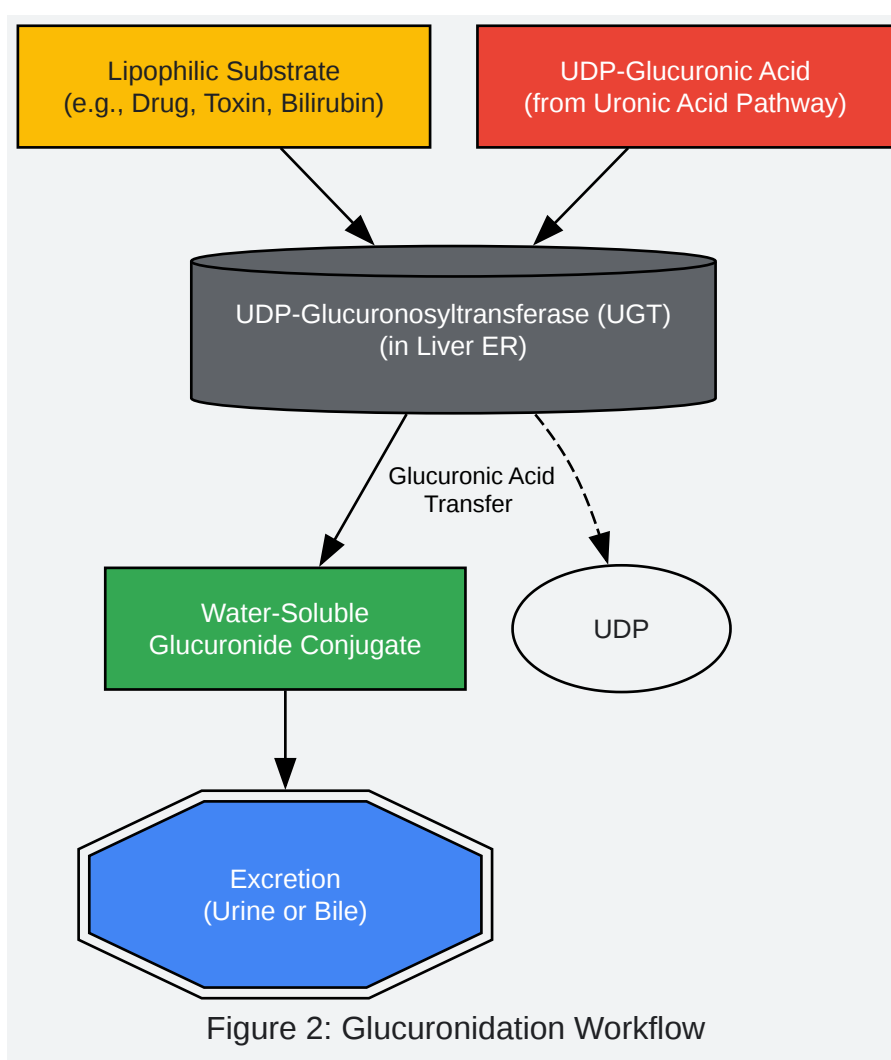 Lipophilic Substrate
(e.g., Drug, Toxin, Bilirubin)
UDP-Glucuronic Acid
(from Uronic Acid Pathway)
UDP-Glucuronosyltransferase (UGT)
(in Liver ER)
Glucuronic Acid
Transfer
Water-Soluble
Glucuronide Conjugate
UDP
Excretion
(Urine or Bile)
Figure 2: Glucuronidation Workflow